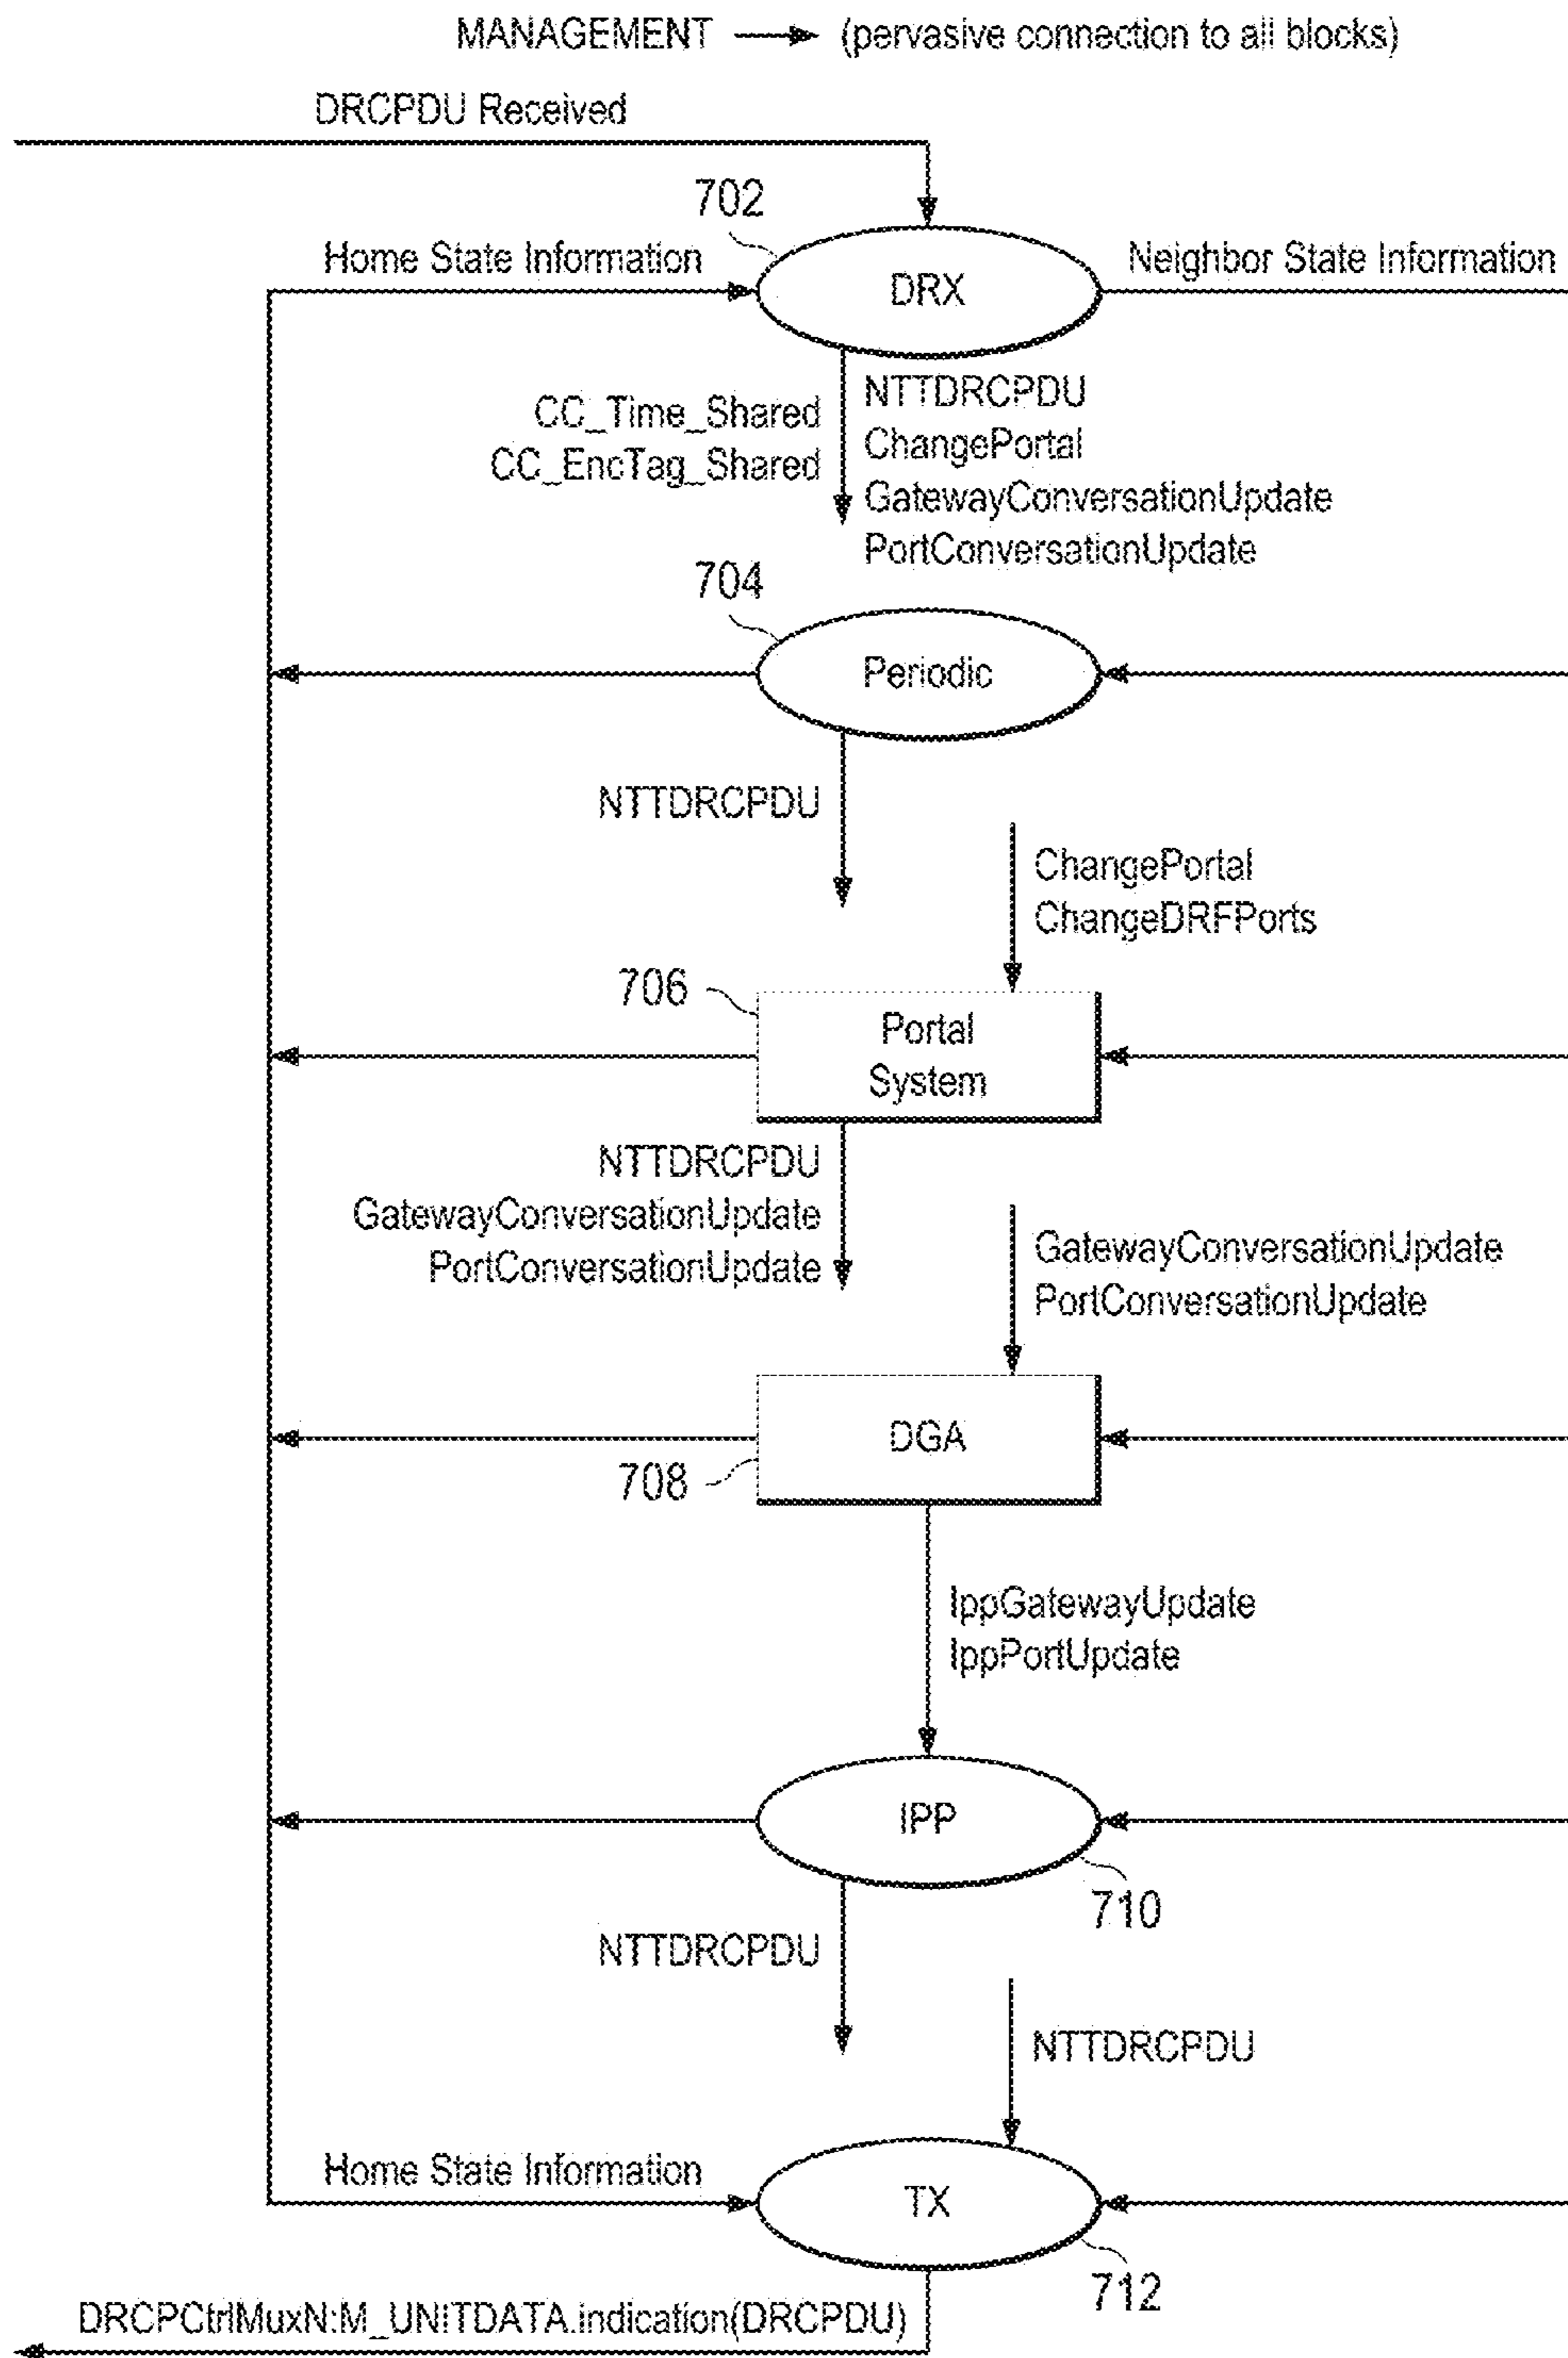 MANAGEMENT (pervasive connection to all blocks)
DRCPDU Received
702
Home State Information
DRX
Neighbor State Information
CC_Time_Shared
CC_EncTag_Shared
NTTDRCPDU
ChangePortal
GatewayConversationUpdate
PortConversationUpdate
704
Periodic
NTTDRCPDU
ChangePortal
ChangeDRFPorts
706
Portal
System
NTTDRCPDU
GatewayConversationUpdate
PortConversationUpdate
GatewayConversationUpdate
PortConversationUpdate
DGA
708
IppGatewayUpdate
IppPortUpdate
IPP
710
NTTDRCPDU
NTTDRCPDU
Home State Information
TX
712
DRCPCtrlMuxN:M_UNITDATA.indication(DRCPDU)